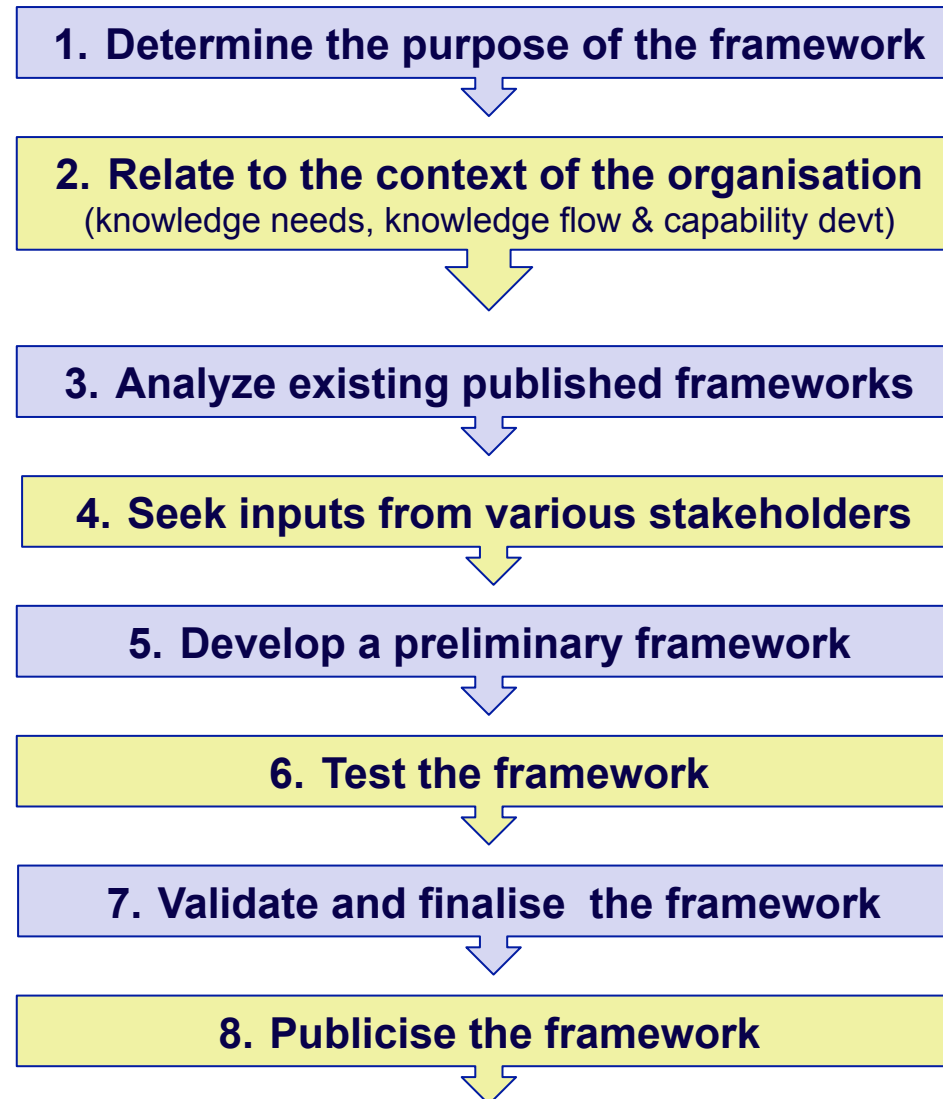 1. Determine the purpose of the framework
2. Relate to the context of the organisation
(knowledge needs, knowledge flow & capability devt)
3. Analyze existing published frameworks
4. Seek inputs from various stakeholders
5. Develop a preliminary framework
6. Test the framework
7. Validate and finalise the framework
8. Publicise the framework